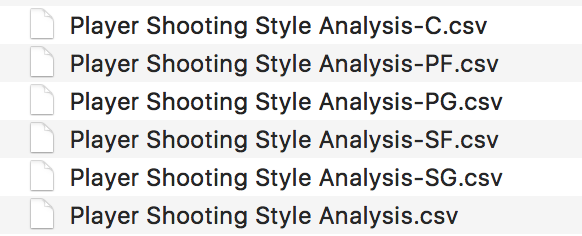 Player Shooting Style Analysis-C.csv
Player Shooting Style Analysis-PF.csv
Player Shooting Style Analysis-PG.csv
Player Shooting Style Analysis-SF.csv
Player Shooting Style Analysis-SG.csv
Player Shooting Style Analysis.csv